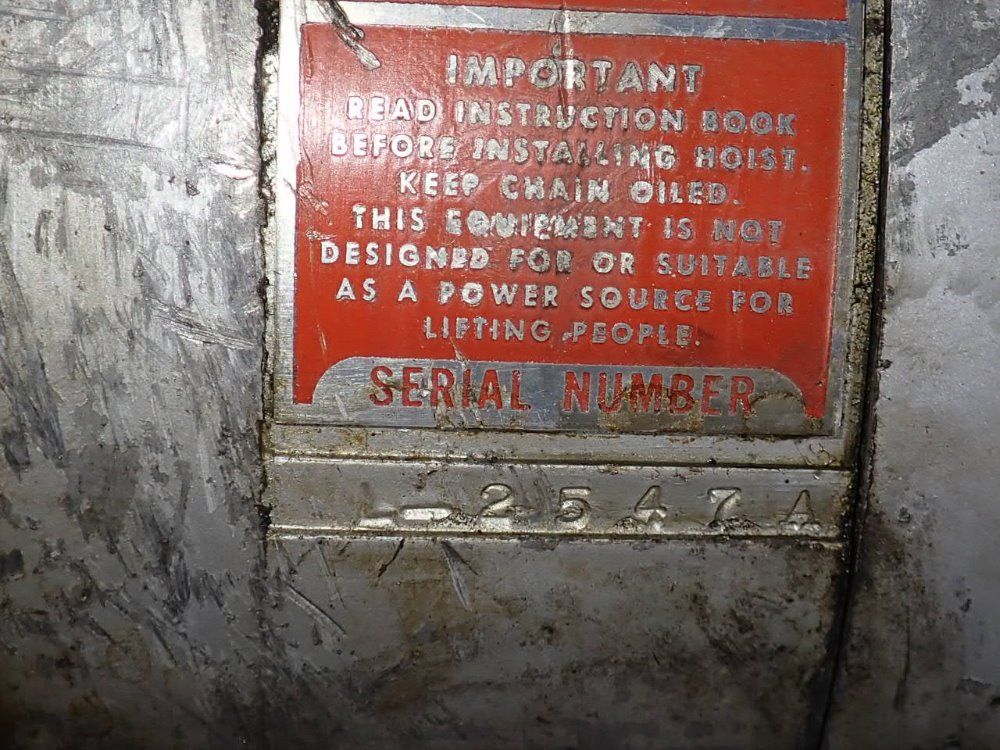 IMPORTANT
READ INSTRUCTION BOOK
BEFORE INSTALLING HOIST.
KEEP CHAIN OILED.
THIS EQUIPMENT IS NOT
DESIGNED FOR OR SUITABLE
AS A POWER SOURCE FOR
LIFTING PEOPLE.
SERIAL NUMBER
L-2547A